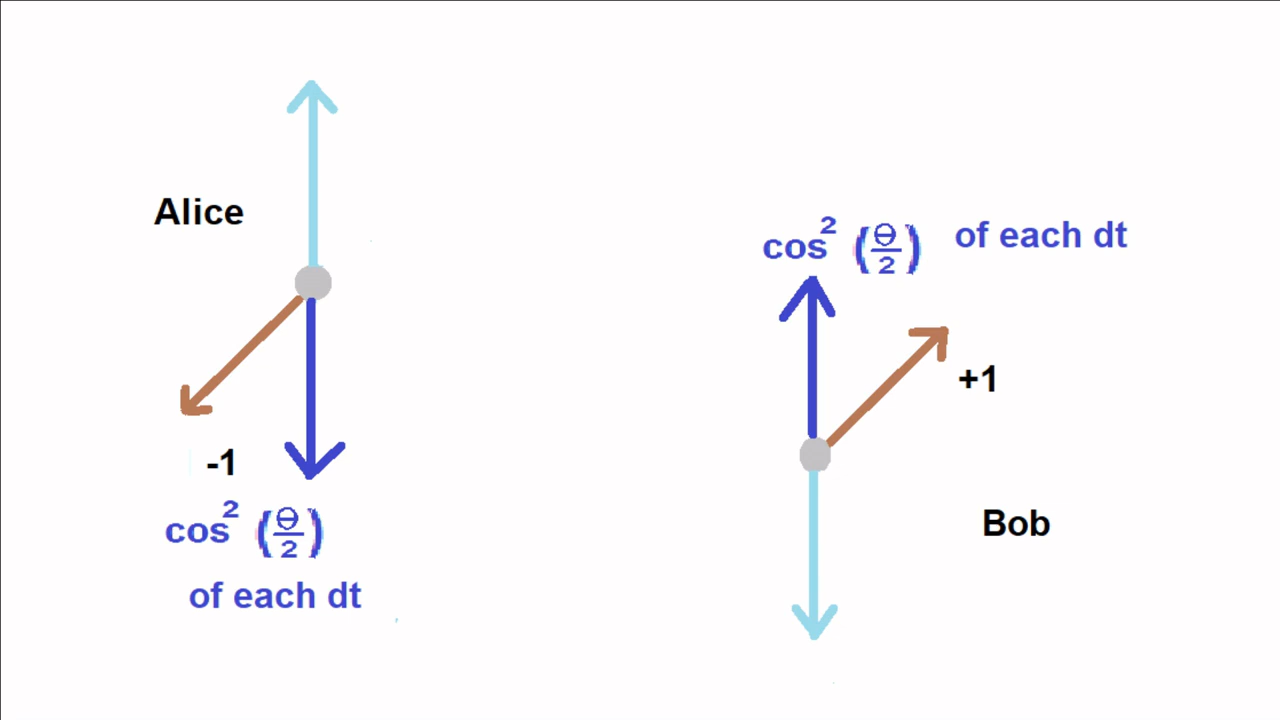 Alice
cos² (θ/2) of each dt
+1
-1
cos² (θ/2)
of each dt
Bob